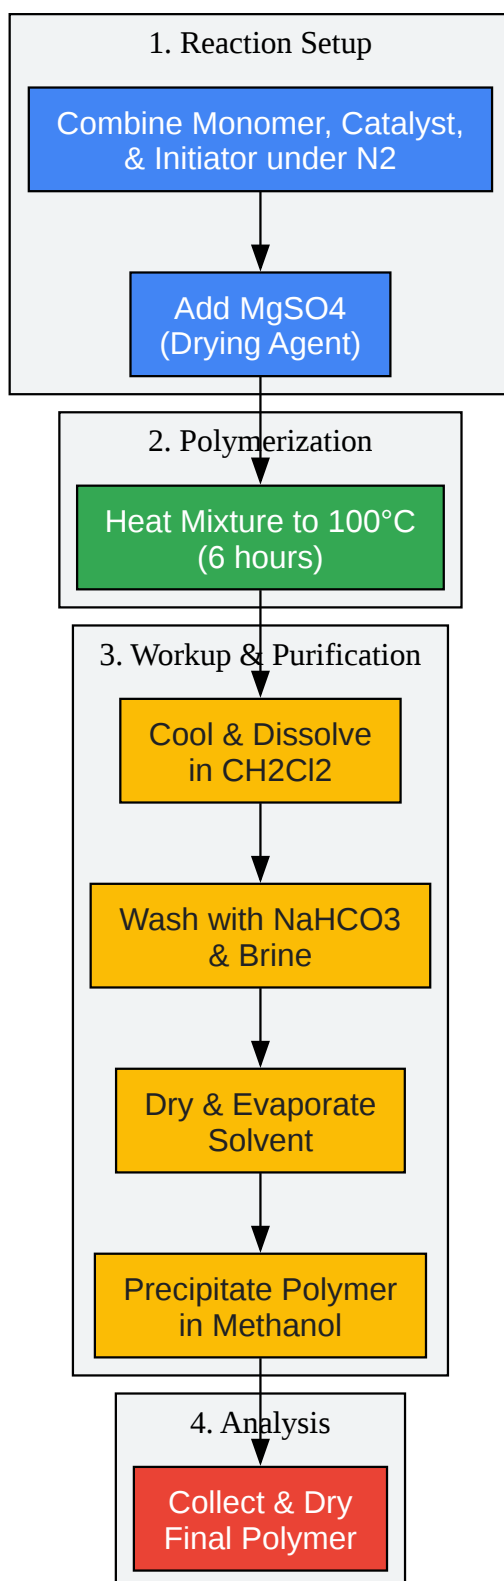 1. Reaction Setup
Combine Monomer, Catalyst,
& Initiator under N2
Add MgSO4
(Drying Agent)
2. Polymerization
Heat Mixture to 100°C
(6 hours)
3. Workup & Purification
Cool & Dissolve
in CH2Cl2
Wash with NaHCO3
& Brine
Dry & Evaporate
Solvent
Precipitate Polymer
in Methanol
4. Analysis
Collect & Dry
Final Polymer